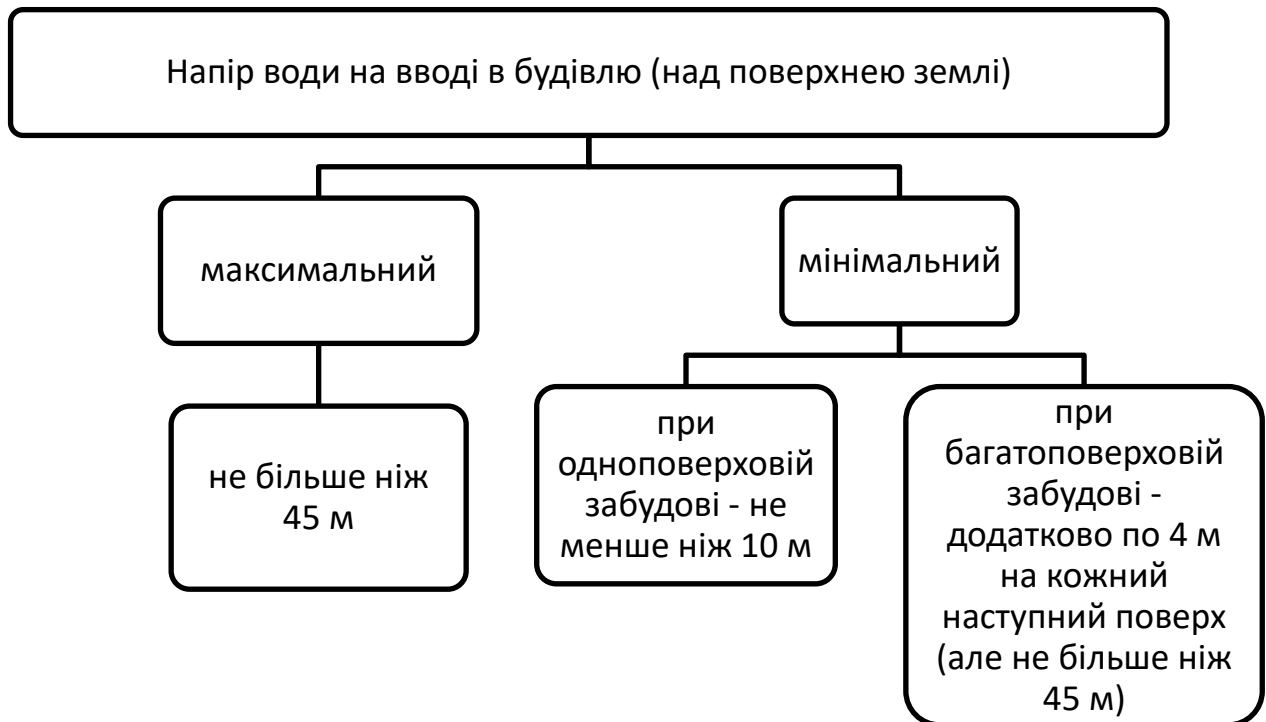 Напір води на вводі в будівлю (над поверхнею землі)
максимальний
мінімальний
не більше ніж
45 м
при
одноповерховій
забудові - не
менше ніж 10 м
при
багатоповерховій
забудові -
додатково по 4 м
на кожний
наступний поверх
(але не більше ніж
45 м)